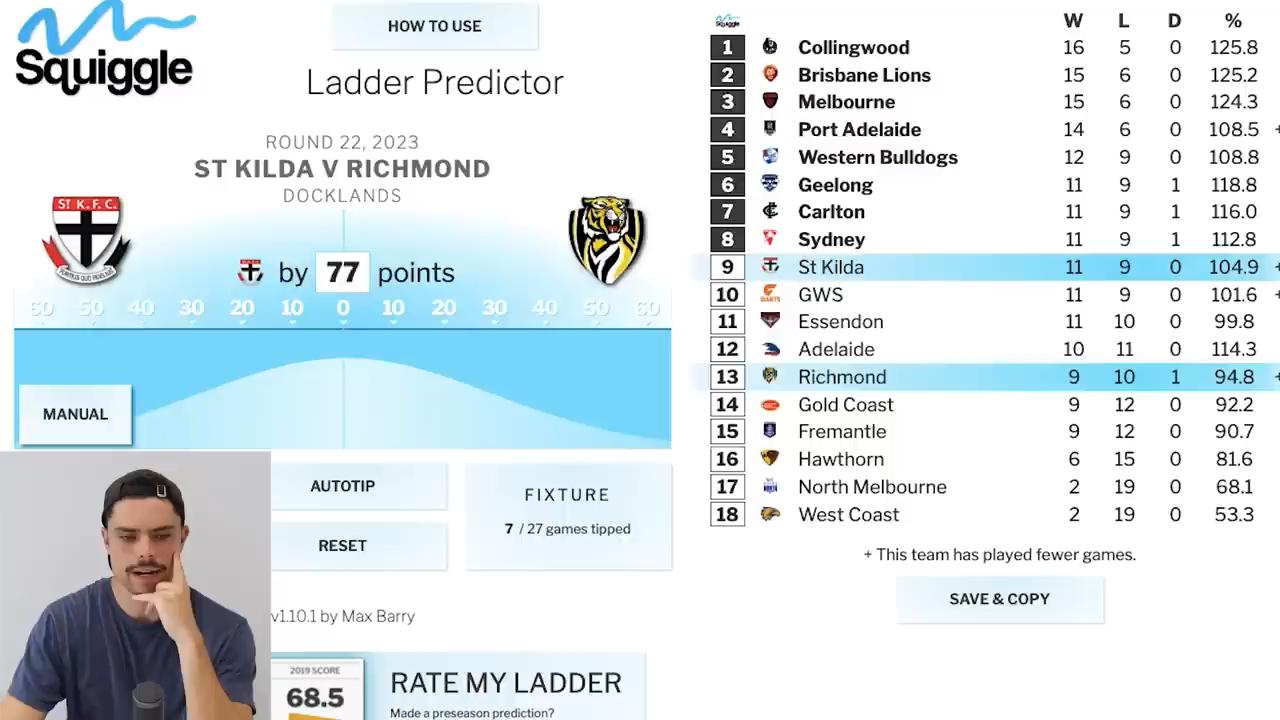 Squiggle
HOW TO USE
Ladder Predictor
ROUND 22, 2023
ST KILDA V RICHMOND
DOCKLANDS
ST K.F.C.
by 77 points
60 50 40 30 20 10 0 10 20 30 40 50 60
MANUAL
AUTOTIP
RESET
FIXTURE
7 / 27 games tipped
v1.10.1 by Max Barry
2019 SCORE
68.5
RATE MY LADDER
Made a preseason prediction?
Squiggle W L D %
1 Collingwood 16 5 0 125.8
2 Brisbane Lions 15 6 0 125.2
3 Melbourne 15 6 0 124.3
4 Port Adelaide 14 6 0 108.5 +
5 Western Bulldogs 12 9 0 108.8
6 Geelong 11 9 1 118.8
7 Carlton 11 9 1 116.0
8 Sydney 11 9 1 112.8
9 St Kilda 11 9 0 104.9 +
10 GWS 11 9 0 101.6 +
11 Essendon 11 10 0 99.8
12 Adelaide 10 11 0 114.3
13 Richmond 9 10 1 94.8 +
14 Gold Coast 9 12 0 92.2
15 Fremantle 9 12 0 90.7
16 Hawthorn 6 15 0 81.6
17 North Melbourne 2 19 0 68.1
18 West Coast 2 19 0 53.3
+ This team has played fewer games.
SAVE & COPY